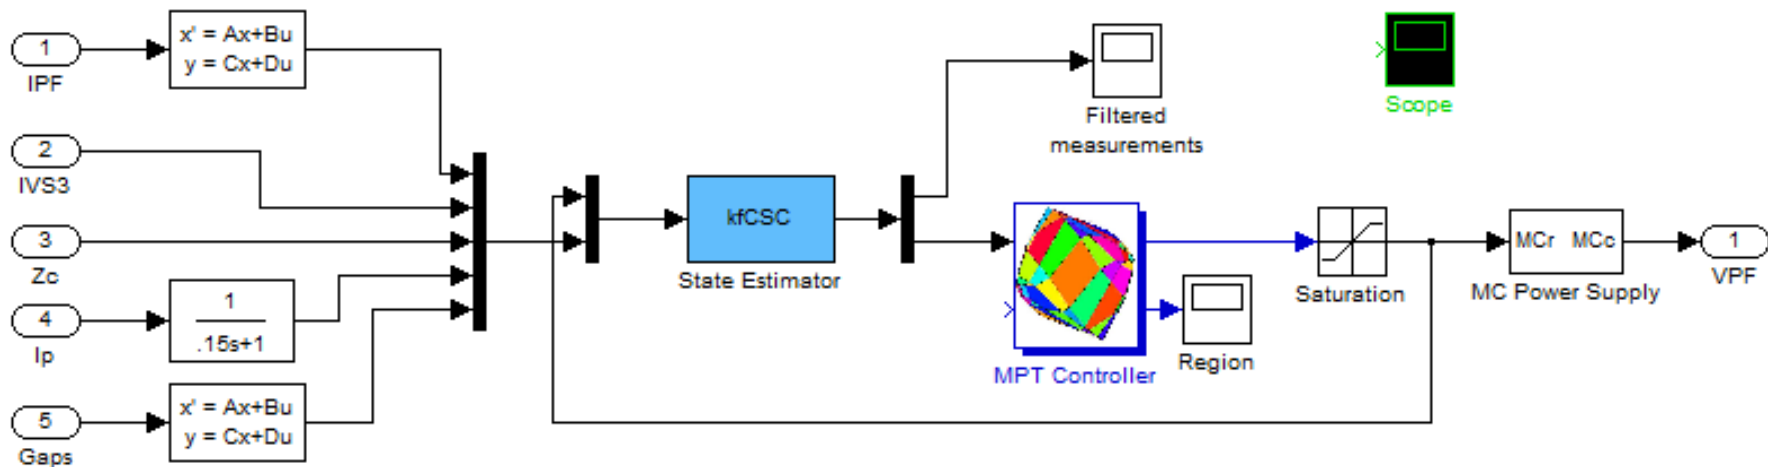 1
IPF
x' = Ax+Bu
y = Cx+Du
2
IVS3
3
Zc
4
Ip
1
.15s+1
5
Gaps
x' = Ax+Bu
y = Cx+Du
kfCSC
State Estimator
Filtered
measurements
Scope
MPT Controller
Region
Saturation
MCr MCc
MC Power Supply
1
VPF